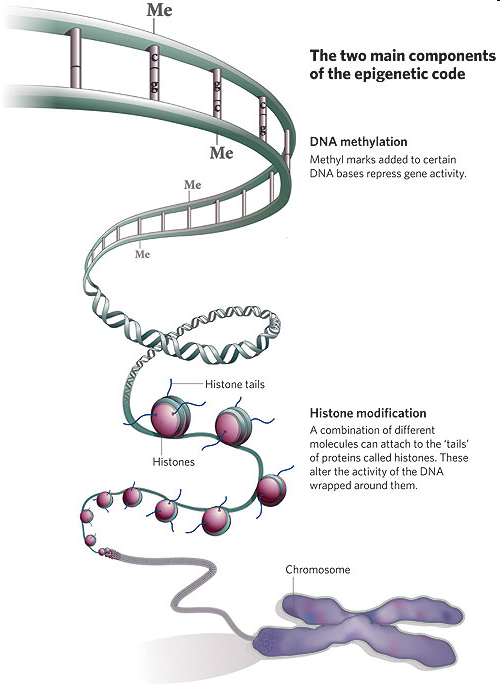 Me
The two main components
of the epigenetic code
c
g
g
c
c
g
Me
DNA methylation
Methyl marks added to certain
DNA bases repress gene activity.
Me
Me
Histone tails
Histones
Histone modification
A combination of different
molecules can attach to the ‘tails’
of proteins called histones. These
alter the activity of the DNA
wrapped around them.
Chromosome